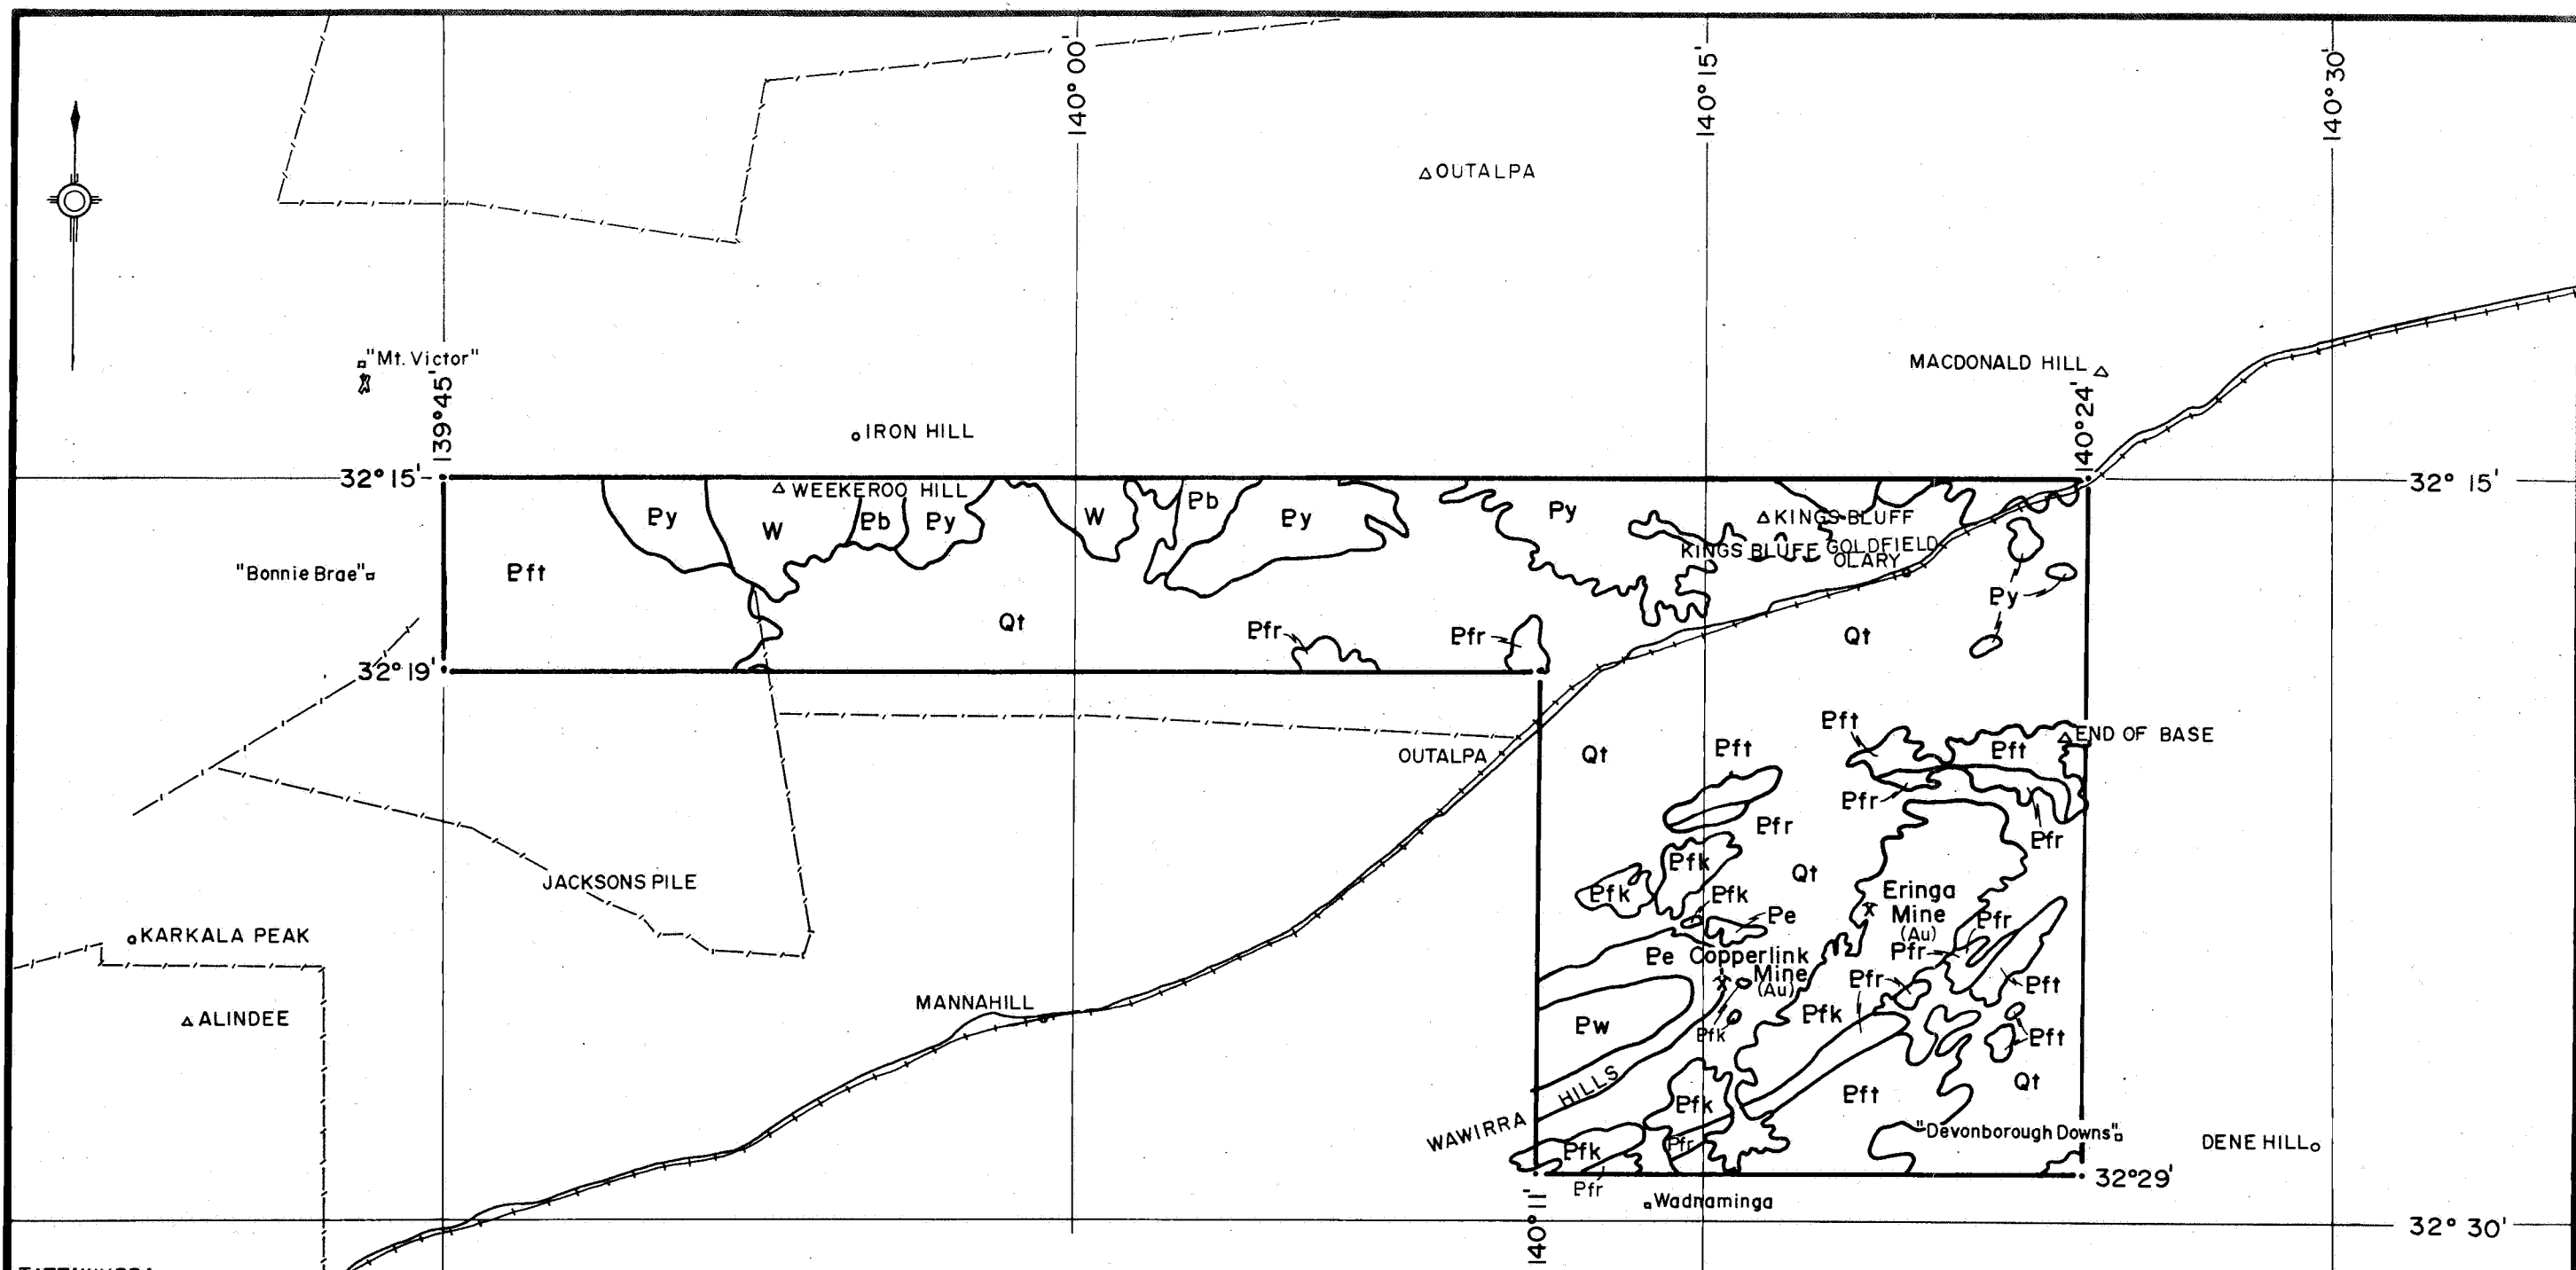 140° 00'
140° 15'
140° 30'
OUTALPA
"Mt. Victor"
MACDONALD HILL
139° 45'
140° 24'
IRON HILL
32° 15'
32° 15'
WEEKEROO HILL
Py
W
Pb
Py
W
Pb
Py
Py
KINGS BLUFF
KINGS BLUFF GOLDFIELD
OLARY
"Bonnie Brae"
Pft
Py
Qt
Pfr
Pfr
Qt
32° 19'
Pft
END OF BASE
OUTALPA
Qt
Pft
Pft
Pfr
Pfr
Pfr
Pfk
Qt
JACKSONS PILE
Pfk
Pfk
Eringa
Mine
(Au)
Pe
Pfr
KARKALA PEAK
Pfr
Pe
Copperlink
Mine
(Au)
Pfr
Pft
MANNAHILL
ALINDEE
Pw
Pfk
Pfk
Pft
WAWIRRA HILLS
Qt
Pfk
Pft
"Devonborough Downs"
DENE HILL
Pfk
Pfr
32° 29'
Pfr
Wadnaminga
140° 11'
32° 30'